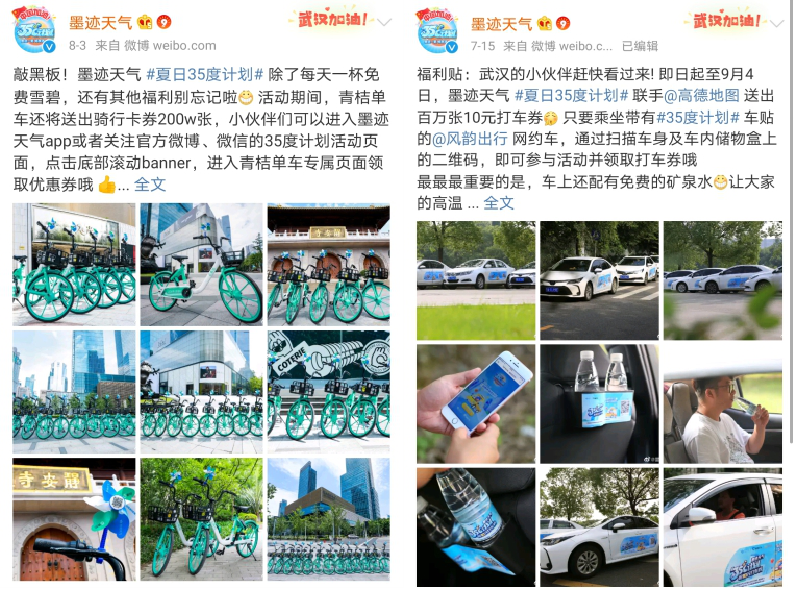 墨迹天气
武汉加油!
8-3 来自 微博 weibo.com
敲黑板！墨迹天气 #夏日35度计划# 除了每天一杯免
费雪碧，还有其他福利别忘记啦 活动期间，青桔单
车还将送出骑行卡券200w张，小伙伴们可以进入墨迹
天气app或者关注官方微博、微信的35度计划活动页
面，点击底部滚动banner，进入青桔单车专属页面领
取优惠券哦 ... 全文
寺安静
COTERIE
寺安靜
墨迹天气
武汉加油!
7-15 来自 微博 weibo.c... 已编辑
福利贴：武汉的小伙伴赶快看过来! 即日起至9月4
日，墨迹天气 #夏日35度计划# 联手@高德地图 送出
百万张10元打车券 只要乘坐带有#35度计划# 车贴
的@风韵出行 网约车，通过扫描车身及车内储物盒上
的二维码，即可参与活动并领取打车券哦
最最最重要的是，车上还配有免费的矿泉水 让大家
的高温 ... 全文